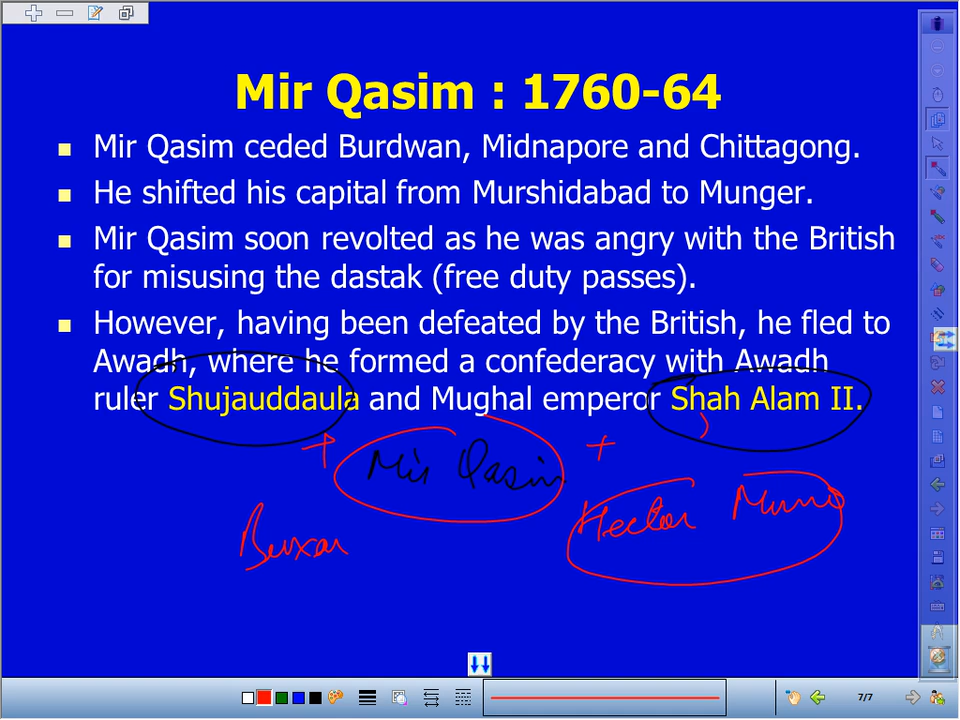 Mir Qasim : 1760-64
Mir Qasim ceded Burdwan, Midnapore and Chittagong.
He shifted his capital from Murshidabad to Munger.
Mir Qasim soon revolted as he was angry with the British
for misusing the dastak (free duty passes).
However, having been defeated by the British, he fled to
Awadh, where he formed a confederacy with Awadh
ruler Shujauddaula and Mughal emperor Shah Alam II.
+ Mir Qasim +
Buxar
Hector Munro
7/7